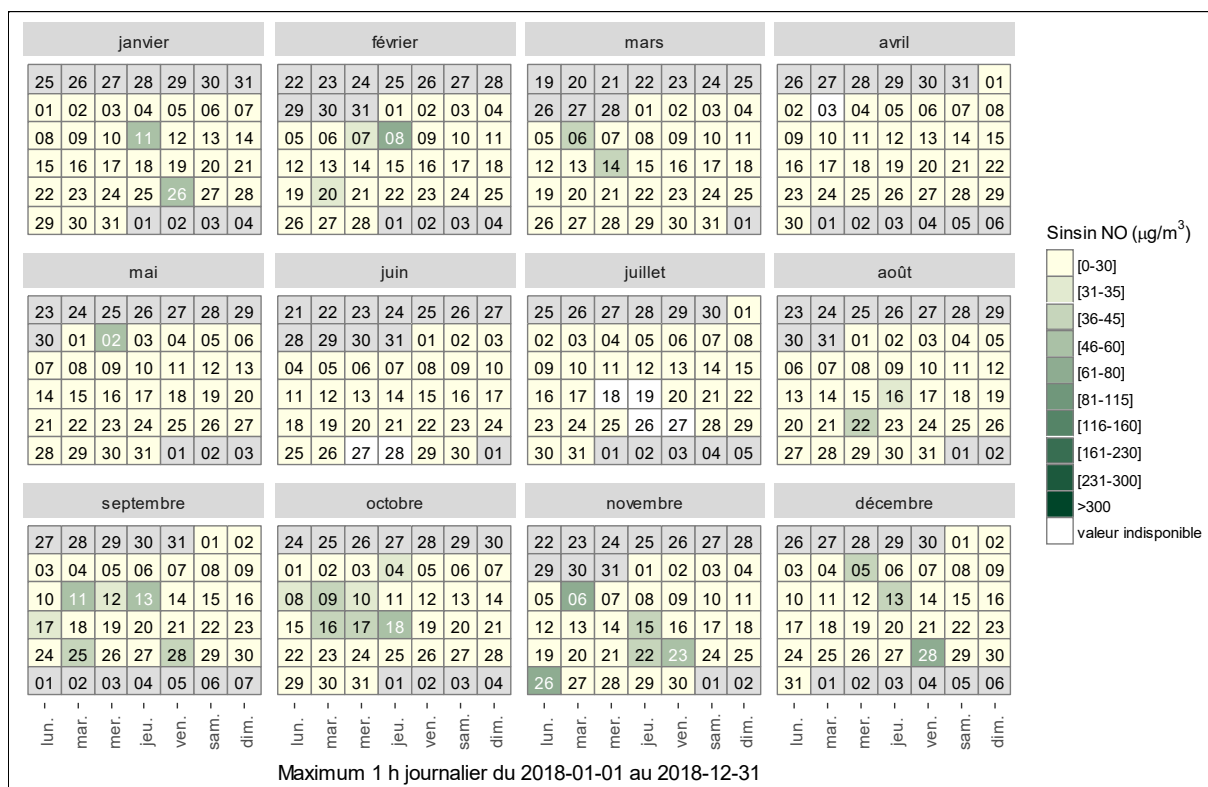 janvier février mars avril
25 26 27 28 29 30 31 22 23 24 25 26 27 28 19 20 21 22 23 24 25 26 27 28 29 30 31 01
01 02 03 04 05 06 07 29 30 31 01 02 03 04 26 27 28 01 02 03 04 02 03 04 05 06 07 08
08 09 10 11 12 13 14 05 06 07 08 09 10 11 05 06 07 08 09 10 11 09 10 11 12 13 14 15
15 16 17 18 19 20 21 12 13 14 15 16 17 18 12 13 14 15 16 17 18 16 17 18 19 20 21 22
22 23 24 25 26 27 28 19 20 21 22 23 24 25 19 20 21 22 23 24 25 23 24 25 26 27 28 29
29 30 31 01 02 03 04 26 27 28 01 02 03 04 26 27 28 29 30 31 01 30 01 02 03 04 05 06
mai juin juillet août
23 24 25 26 27 28 29 21 22 23 24 25 26 27 25 26 27 28 29 30 01 23 24 25 26 27 28 29
30 01 02 03 04 05 06 28 29 30 31 01 02 03 02 03 04 05 06 07 08 30 31 01 02 03 04 05
07 08 09 10 11 12 13 04 05 06 07 08 09 10 09 10 11 12 13 14 15 06 07 08 09 10 11 12
14 15 16 17 18 19 20 11 12 13 14 15 16 17 16 17 18 19 20 21 22 13 14 15 16 17 18 19
21 22 23 24 25 26 27 18 19 20 21 22 23 24 23 24 25 26 27 28 29 20 21 22 23 24 25 26
28 29 30 31 01 02 03 25 26 27 28 29 30 01 30 31 01 02 03 04 05 27 28 29 30 31 01 02
septembre octobre novembre décembre
27 28 29 30 31 01 02 24 25 26 27 28 29 30 22 23 24 25 26 27 28 26 27 28 29 30 01 02
03 04 05 06 07 08 09 01 02 03 04 05 06 07 29 30 31 01 02 03 04 03 04 05 06 07 08 09
10 11 12 13 14 15 16 08 09 10 11 12 13 14 05 06 07 08 09 10 11 10 11 12 13 14 15 16
17 18 19 20 21 22 23 15 16 17 18 19 20 21 12 13 14 15 16 17 18 17 18 19 20 21 22 23
24 25 26 27 28 29 30 22 23 24 25 26 27 28 19 20 21 22 23 24 25 24 25 26 27 28 29 30
01 02 03 04 05 06 07 29 30 31 01 02 03 04 26 27 28 29 30 01 02 31 01 02 03 04 05 06
lun. mar. mer. jeu. ven. sam. dim. lun. mar. mer. jeu. ven. sam. dim. lun. mar. mer. jeu. ven. sam. dim. lun. mar. mer. jeu. ven. sam. dim.
Maximum 1 h journalier du 2018-01-01 au 2018-12-31
Sinsin NO (µg/m³)
[0-30]
[31-35]
[36-45]
[46-60]
[61-80]
[81-115]
[116-160]
[161-230]
[231-300]
>300
valeur indisponible